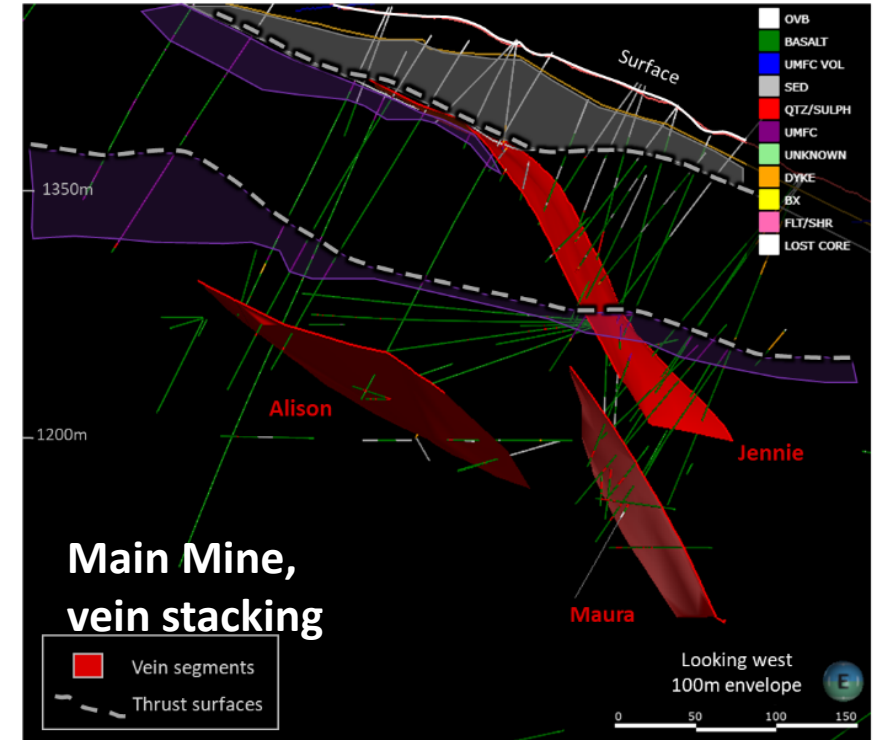 Surface
OVB
BASALT
UMFC VOL
SED
QTZ/SULPH
UMFC
UNKNOWN
DYKE
BX
FLT/SHR
LOST CORE
1350m
Alison
1200m
Jennie
Maura
Main Mine,
vein stacking
Vein segments
Thrust surfaces
Looking west
100m envelope
E
0 50 100 150